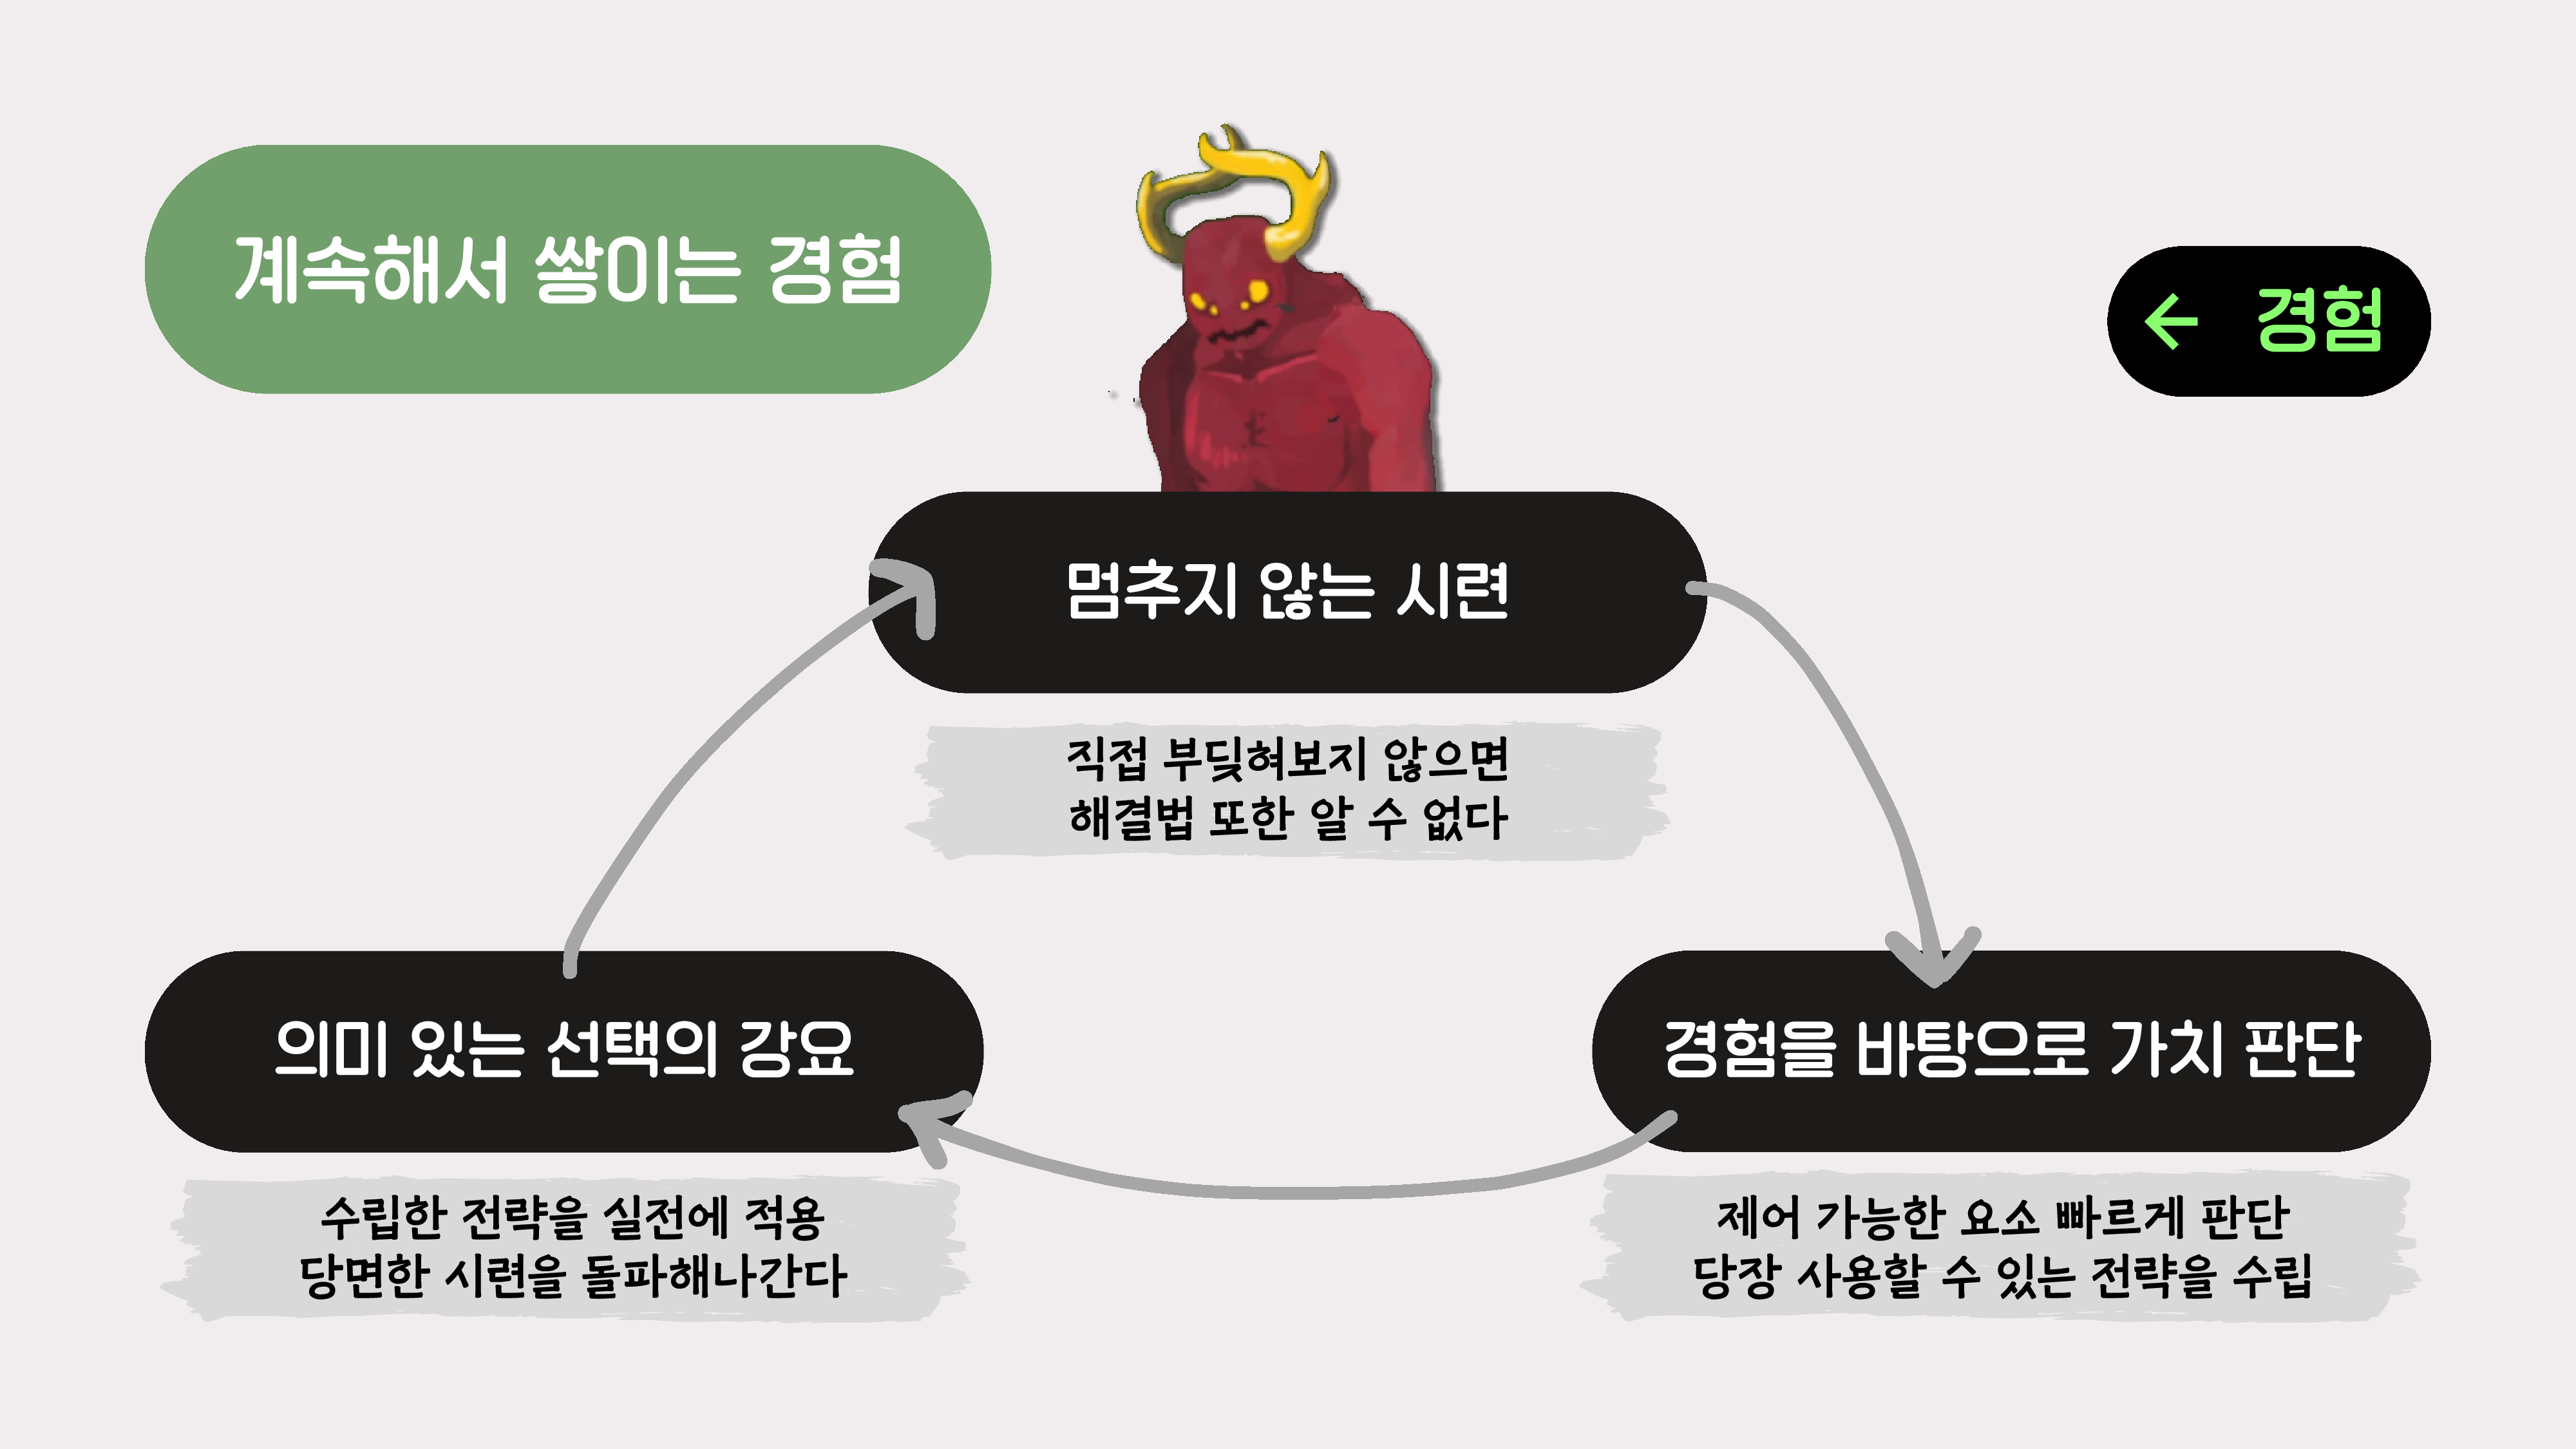 계속해서 쌓이는 경험
← 경험
멈추지 않는 시련
직접 부딪혀보지 않으면
해결법 또한 알 수 없다
의미 있는 선택의 강요
수립한 전략을 실전에 적용
당면한 시련을 돌파해나간다
경험을 바탕으로 가치 판단
제어 가능한 요소 빠르게 판단
당장 사용할 수 있는 전략을 수립